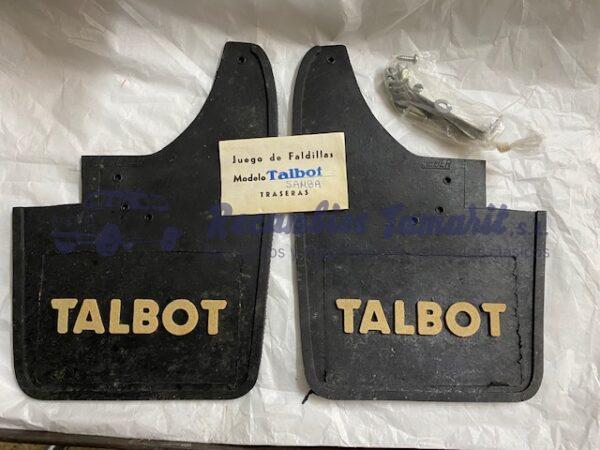 Juego de Faldillas
Modelo Talbot
SAMBA
TRASERAS
Recambios Tamarit s.l.
TALBOT
TALBOT